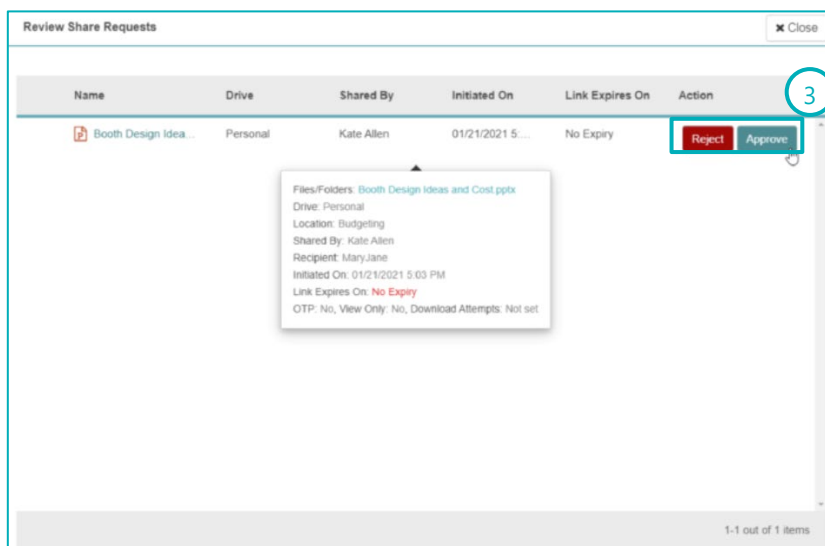 Review Share Requests
✖ Close
Name Drive Shared By Initiated On Link Expires On Action
3
Booth Design Idea... Personal Kate Allen 01/21/2021 5:... No Expiry Reject Approve
Files/Folders: Booth Design Ideas and Cost.pptx
Drive: Personal
Location: Budgeting
Shared By: Kate Allen
Recipient: MaryJane
Initiated On: 01/21/2021 5:03 PM
Link Expires On: No Expiry
OTP: No, View Only: No, Download Attempts: Not set
1-1 out of 1 items